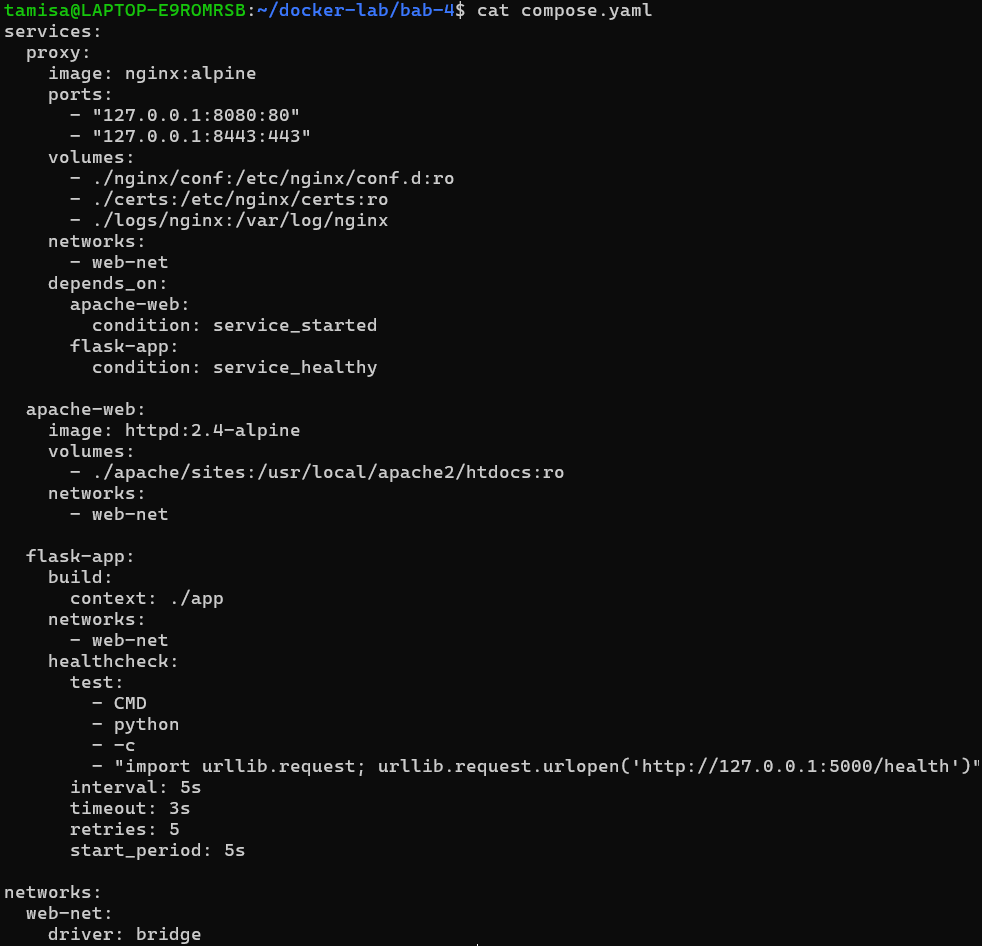 tamisa@LAPTOP-E9ROMRSB:~/docker-lab/bab-4$ cat compose.yaml
services:
  proxy:
    image: nginx:alpine
    ports:
      - "127.0.0.1:8080:80"
      - "127.0.0.1:8443:443"
    volumes:
      - ./nginx/conf:/etc/nginx/conf.d:ro
      - ./certs:/etc/nginx/certs:ro
      - ./logs/nginx:/var/log/nginx
    networks:
      - web-net
    depends_on:
      apache-web:
        condition: service_started
      flask-app:
        condition: service_healthy

  apache-web:
    image: httpd:2.4-alpine
    volumes:
      - ./apache/sites:/usr/local/apache2/htdocs:ro
    networks:
      - web-net

  flask-app:
    build:
      context: ./app
    networks:
      - web-net
    healthcheck:
      test:
        - CMD
        - python
        - -c
        - "import urllib.request; urllib.request.urlopen('http://127.0.0.1:5000/health')"
      interval: 5s
      timeout: 3s
      retries: 5
      start_period: 5s

networks:
  web-net:
    driver: bridge